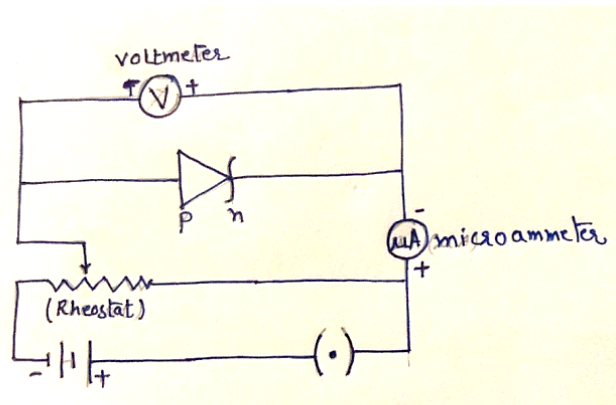 voltmeter
V
+
P
n
-
μA microammeter
+
(Rheostat)
-
+